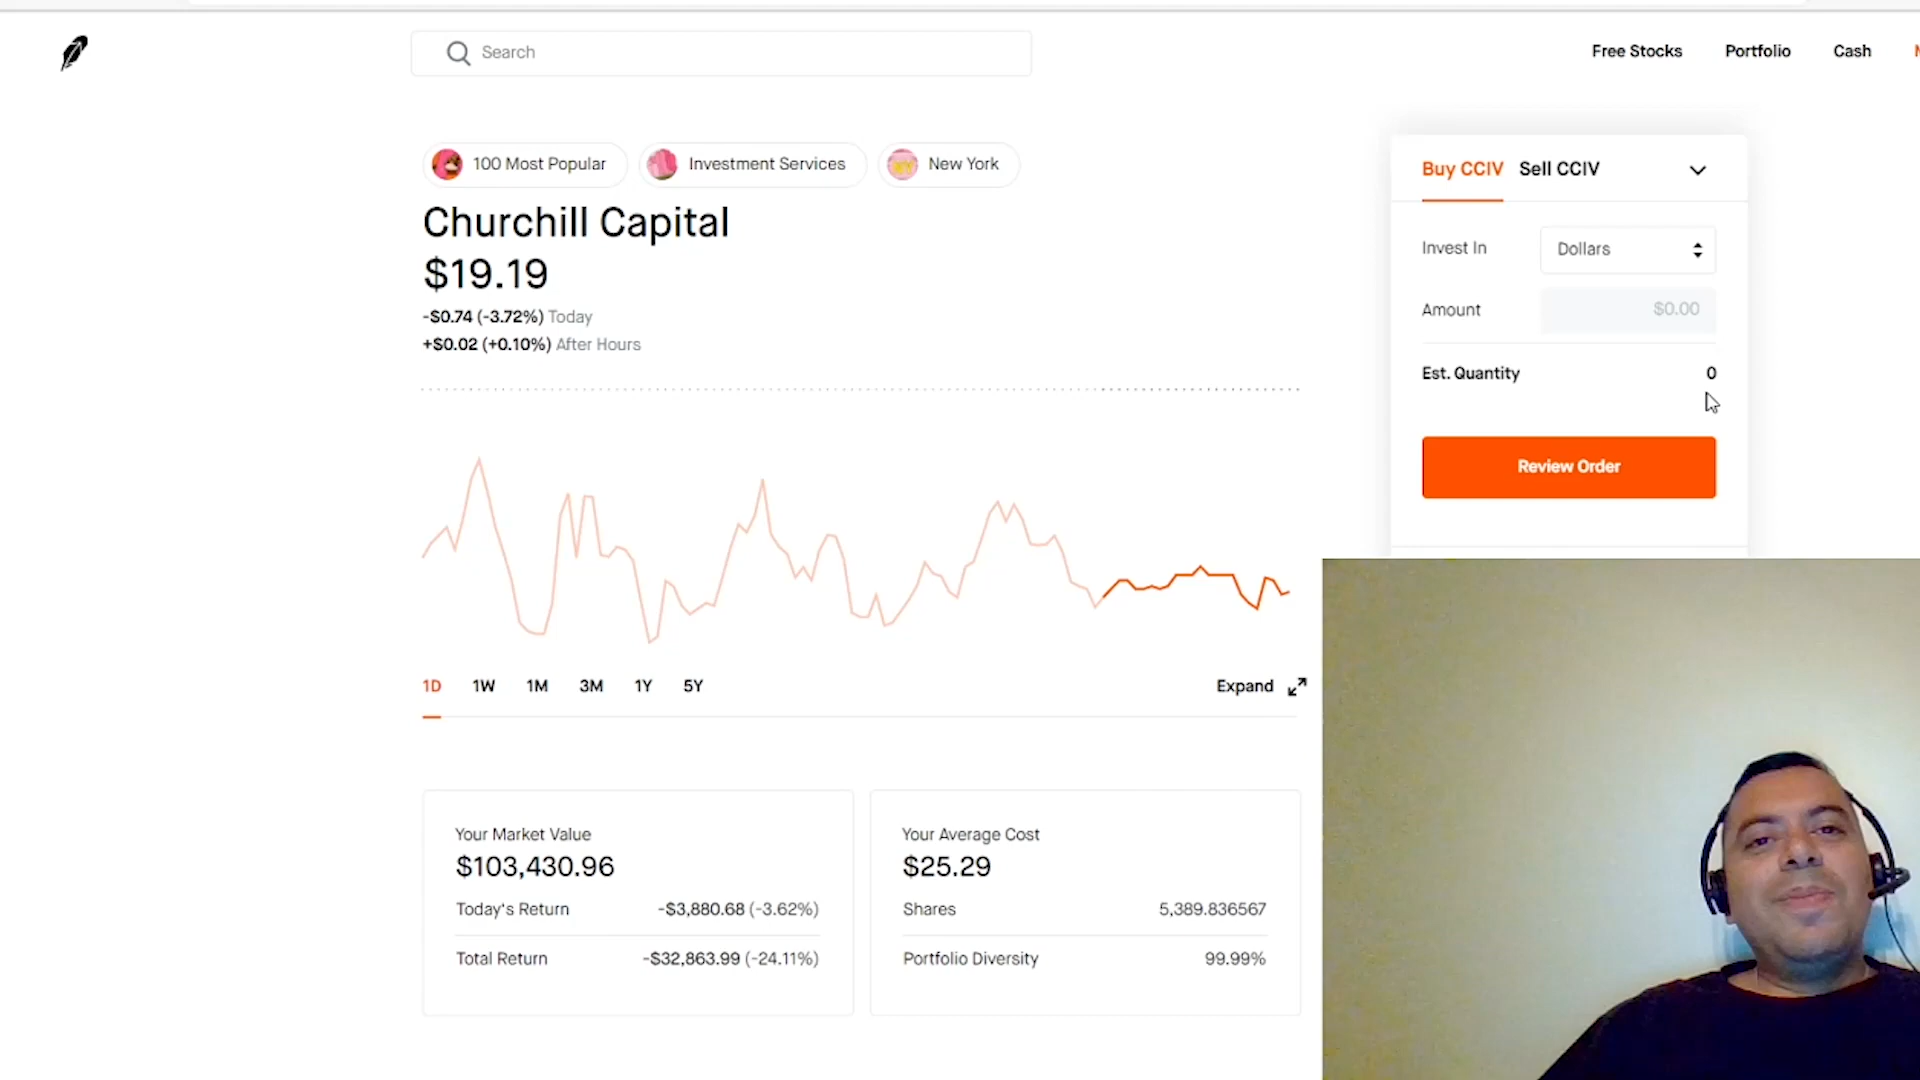 Search
Free Stocks
Portfolio
Cash
100 Most Popular
Investment Services
New York
Churchill Capital
$19.19
-$0.74 (-3.72%) Today
+$0.02 (+0.10%) After Hours
Buy CCIV
Sell CCIV
Invest In
Dollars
Amount
$0.00
Est. Quantity
0
Review Order
1D
1W
1M
3M
1Y
5Y
Expand
Your Market Value
$103,430.96
Today's Return
-$3,880.68 (-3.62%)
Total Return
-$32,863.99 (-24.11%)
Your Average Cost
$25.29
Shares
5,389.836567
Portfolio Diversity
99.99%